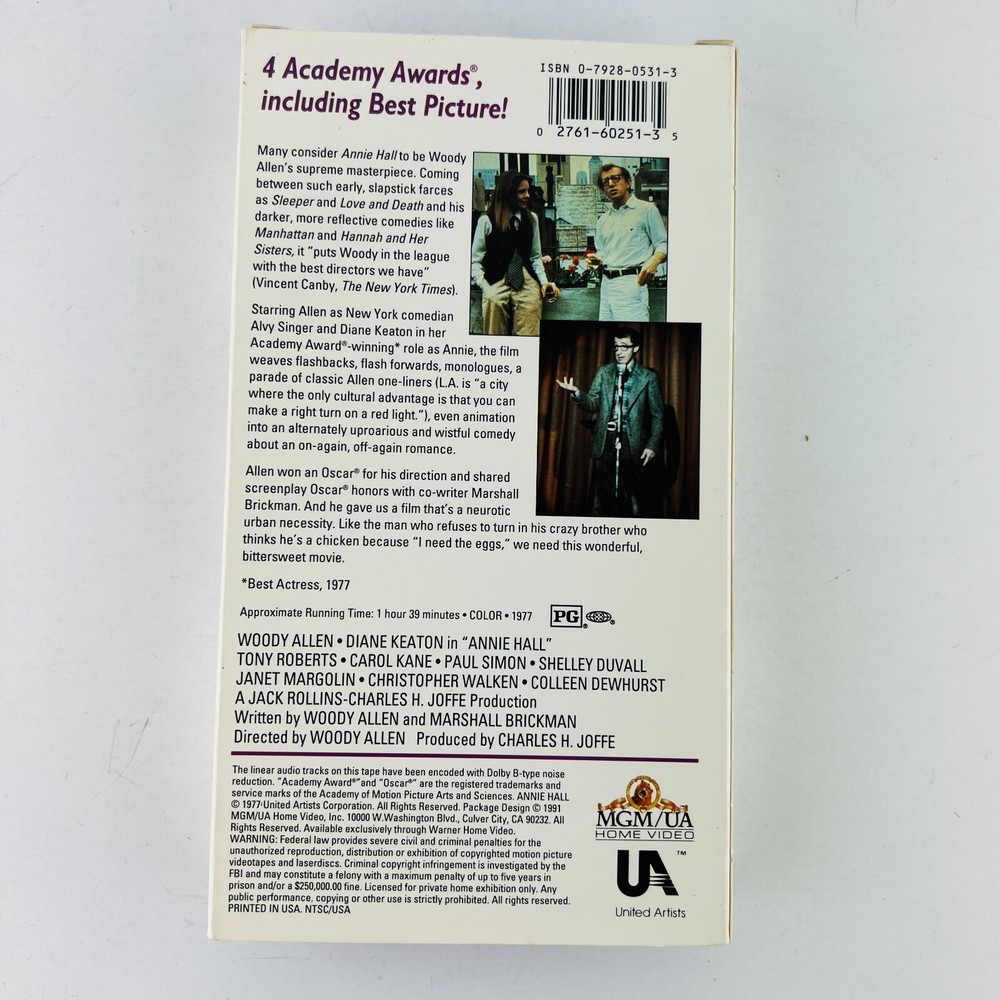 4 Academy Awards®,
including Best Picture!
ISBN 0-7928-0531-3
0 2761-60251-3 5
Many consider Annie Hall to be Woody
Allen's supreme masterpiece. Coming
between such early, slapstick farces
as Sleeper and Love and Death and his
darker, more reflective comedies like
Manhattan and Hannah and Her
Sisters, it "puts Woody in the league
with the best directors we have"
(Vincent Canby, The New York Times).
Starring Allen as New York comedian
Alvy Singer and Diane Keaton in her
Academy Award®-winning* role as Annie, the film
weaves flashbacks, flash forwards, monologues, a
parade of classic Allen one-liners (L.A. is "a city
where the only cultural advantage is that you can
make a right turn on a red light."), even animation
into an alternately uproarious and wistful comedy
about an on-again, off-again romance.
Allen won an Oscar® for his direction and shared
screenplay Oscar® honors with co-writer Marshall
Brickman. And he gave us a film that's a neurotic
urban necessity. Like the man who refuses to turn in his crazy brother who
thinks he's a chicken because "I need the eggs," we need this wonderful,
bittersweet movie.
*Best Actress, 1977
Approximate Running Time: 1 hour 39 minutes • COLOR • 1977 PG ®
WOODY ALLEN • DIANE KEATON in "ANNIE HALL"
TONY ROBERTS • CAROL KANE • PAUL SIMON • SHELLEY DUVALL
JANET MARGOLIN • CHRISTOPHER WALKEN • COLLEEN DEWHURST
A JACK ROLLINS-CHARLES H. JOFFE Production
Written by WOODY ALLEN and MARSHALL BRICKMAN
Directed by WOODY ALLEN Produced by CHARLES H. JOFFE
The linear audio tracks on this tape have been encoded with Dolby B-type noise
reduction. "Academy Award®" and "Oscar®" are the registered trademark and
service marks of the Academy of Motion Picture Arts and Sciences. ANNIE HALL
© 1977 United Artists Corporation. All Rights Reserved. Package Design © 1991
MGM/UA Home Video, Inc. 10000 W.Washington Blvd., Culver City, CA 90232. All
Rights Reserved. Available exclusively through Warner Home Video.
WARNING: Federal law provides severe civil and criminal penalties for the
unauthorized reproduction, distribution or exhibition of copyrighted motion picture
videotapes and laserdiscs. Criminal copyright infringement is investigated by the
FBI and may constitute a felony with a maximum penalty of up to five years in
prison and/or a $250,000.00 fine. Licensed for private home exhibition only. Any
public performance, copying or other use is strictly prohibited. All rights reserved.
PRINTED IN USA. NTSC/USA
MGM/UA
HOME VIDEO
UA ™
United Artists